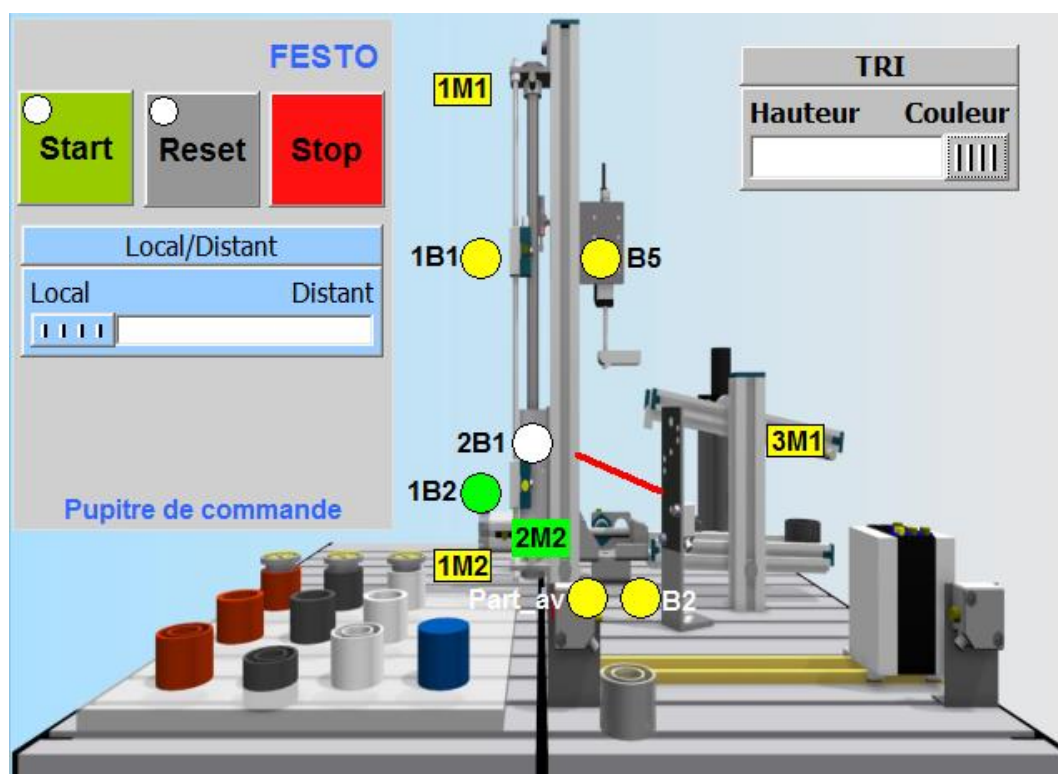 FESTO
Start
Reset
Stop
Local/Distant
Local Distant
Pupitre de commande
1M1
1B1
B5
2B1
1B2
2M2
1M2
Part_av
B2
3M1
TRI
Hauteur Couleur